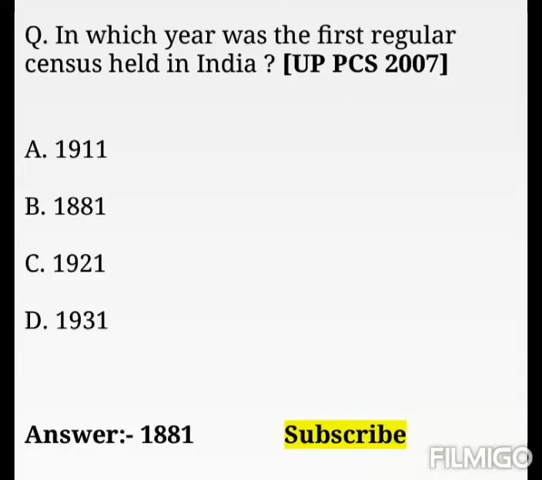 Q. In which year was the first regular
census held in India ? [UP PCS 2007]
A. 1911
B. 1881
C. 1921
D. 1931
Answer:- 1881 Subscribe
FILMIGO